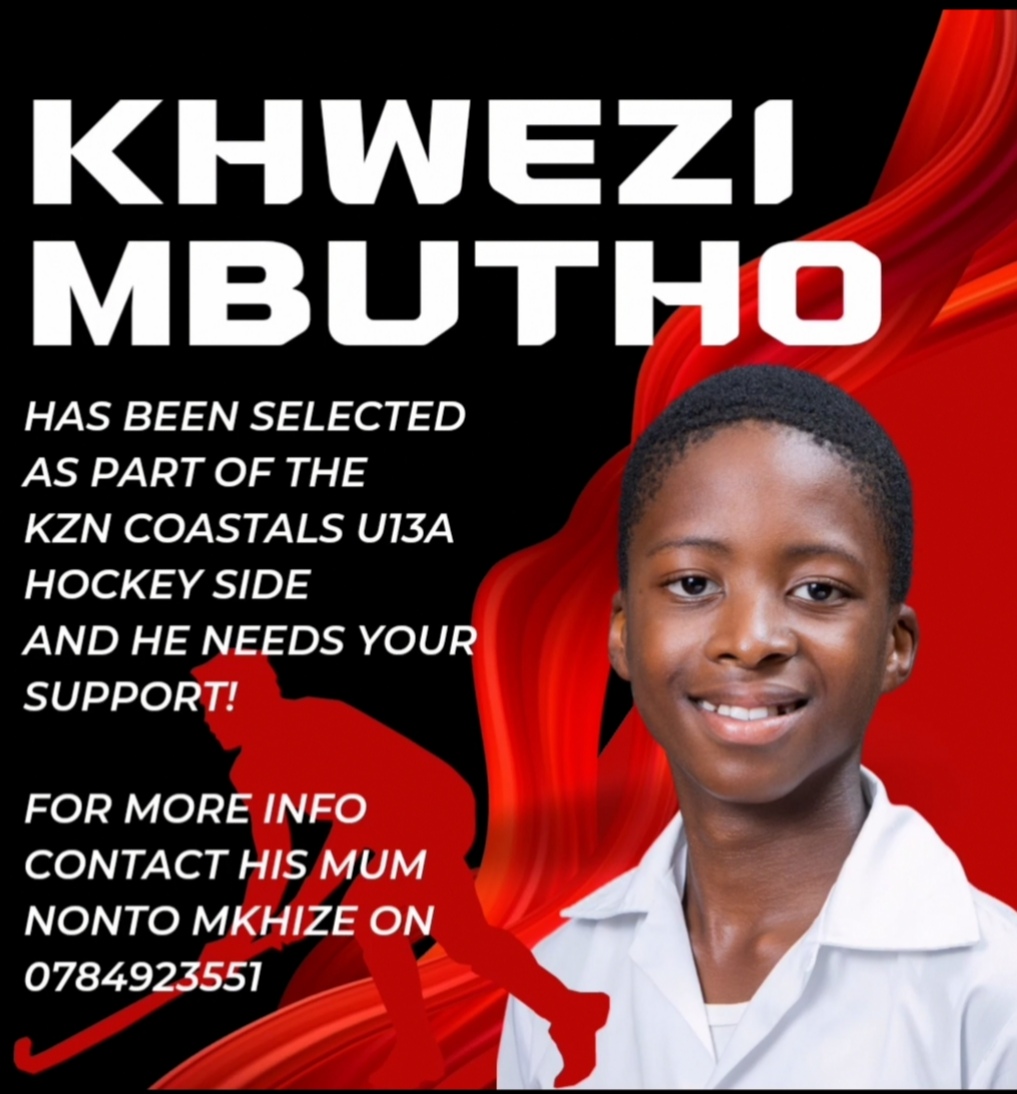 KHWEZI
MBUTHO
HAS BEEN SELECTED
AS PART OF THE
KZN COASTALS U13A
HOCKEY SIDE
AND HE NEEDS YOUR
SUPPORT!
FOR MORE INFO
CONTACT HIS MUM
NONTO MKHIZE ON
0784923551